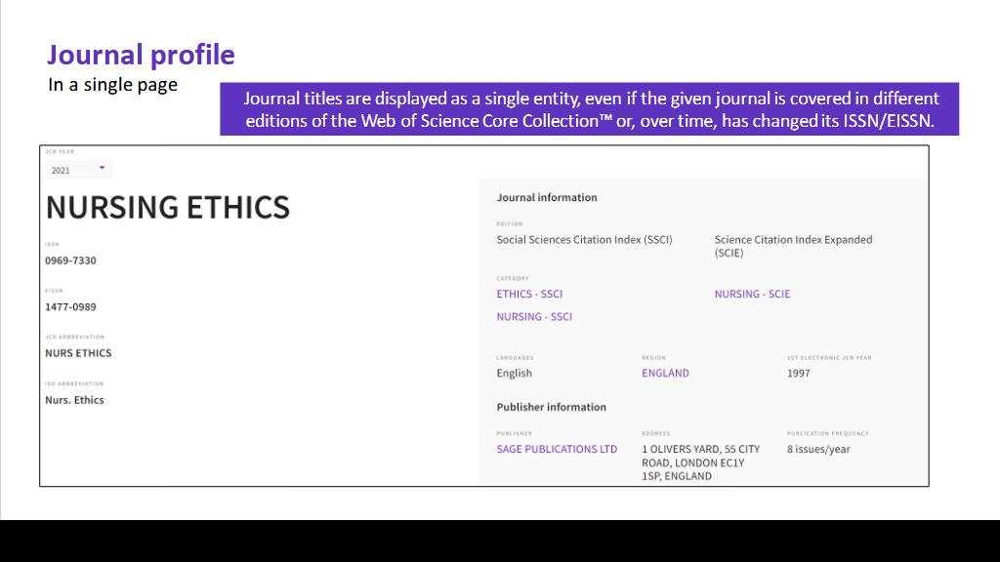 Journal profile
In a single page
Journal titles are displayed as a single entity, even if the given journal is covered in different
editions of the Web of Science Core Collection™ or, over time, has changed its ISSN/EISSN.
JCR YEAR
2021
NURSING ETHICS
ISSN
0969-7330
EISSN
1477-0989
JCR ABBREVIATION
NURS ETHICS
ISO ABBREVIATION
Nurs. Ethics
Journal information
EDITION
Social Sciences Citation Index (SSCI)
Science Citation Index Expanded
(SCIE)
CATEGORY
ETHICS - SSCI
NURSING - SCIE
NURSING - SSCI
LANGUAGES
English
REGION
ENGLAND
1ST ELECTRONIC JCR YEAR
1997
Publisher information
PUBLISHER
SAGE PUBLICATIONS LTD
ADDRESS
1 OLIVERS YARD, 55 CITY
ROAD, LONDON EC1Y
1SP, ENGLAND
PUBLICATION FREQUENCY
8 issues/year